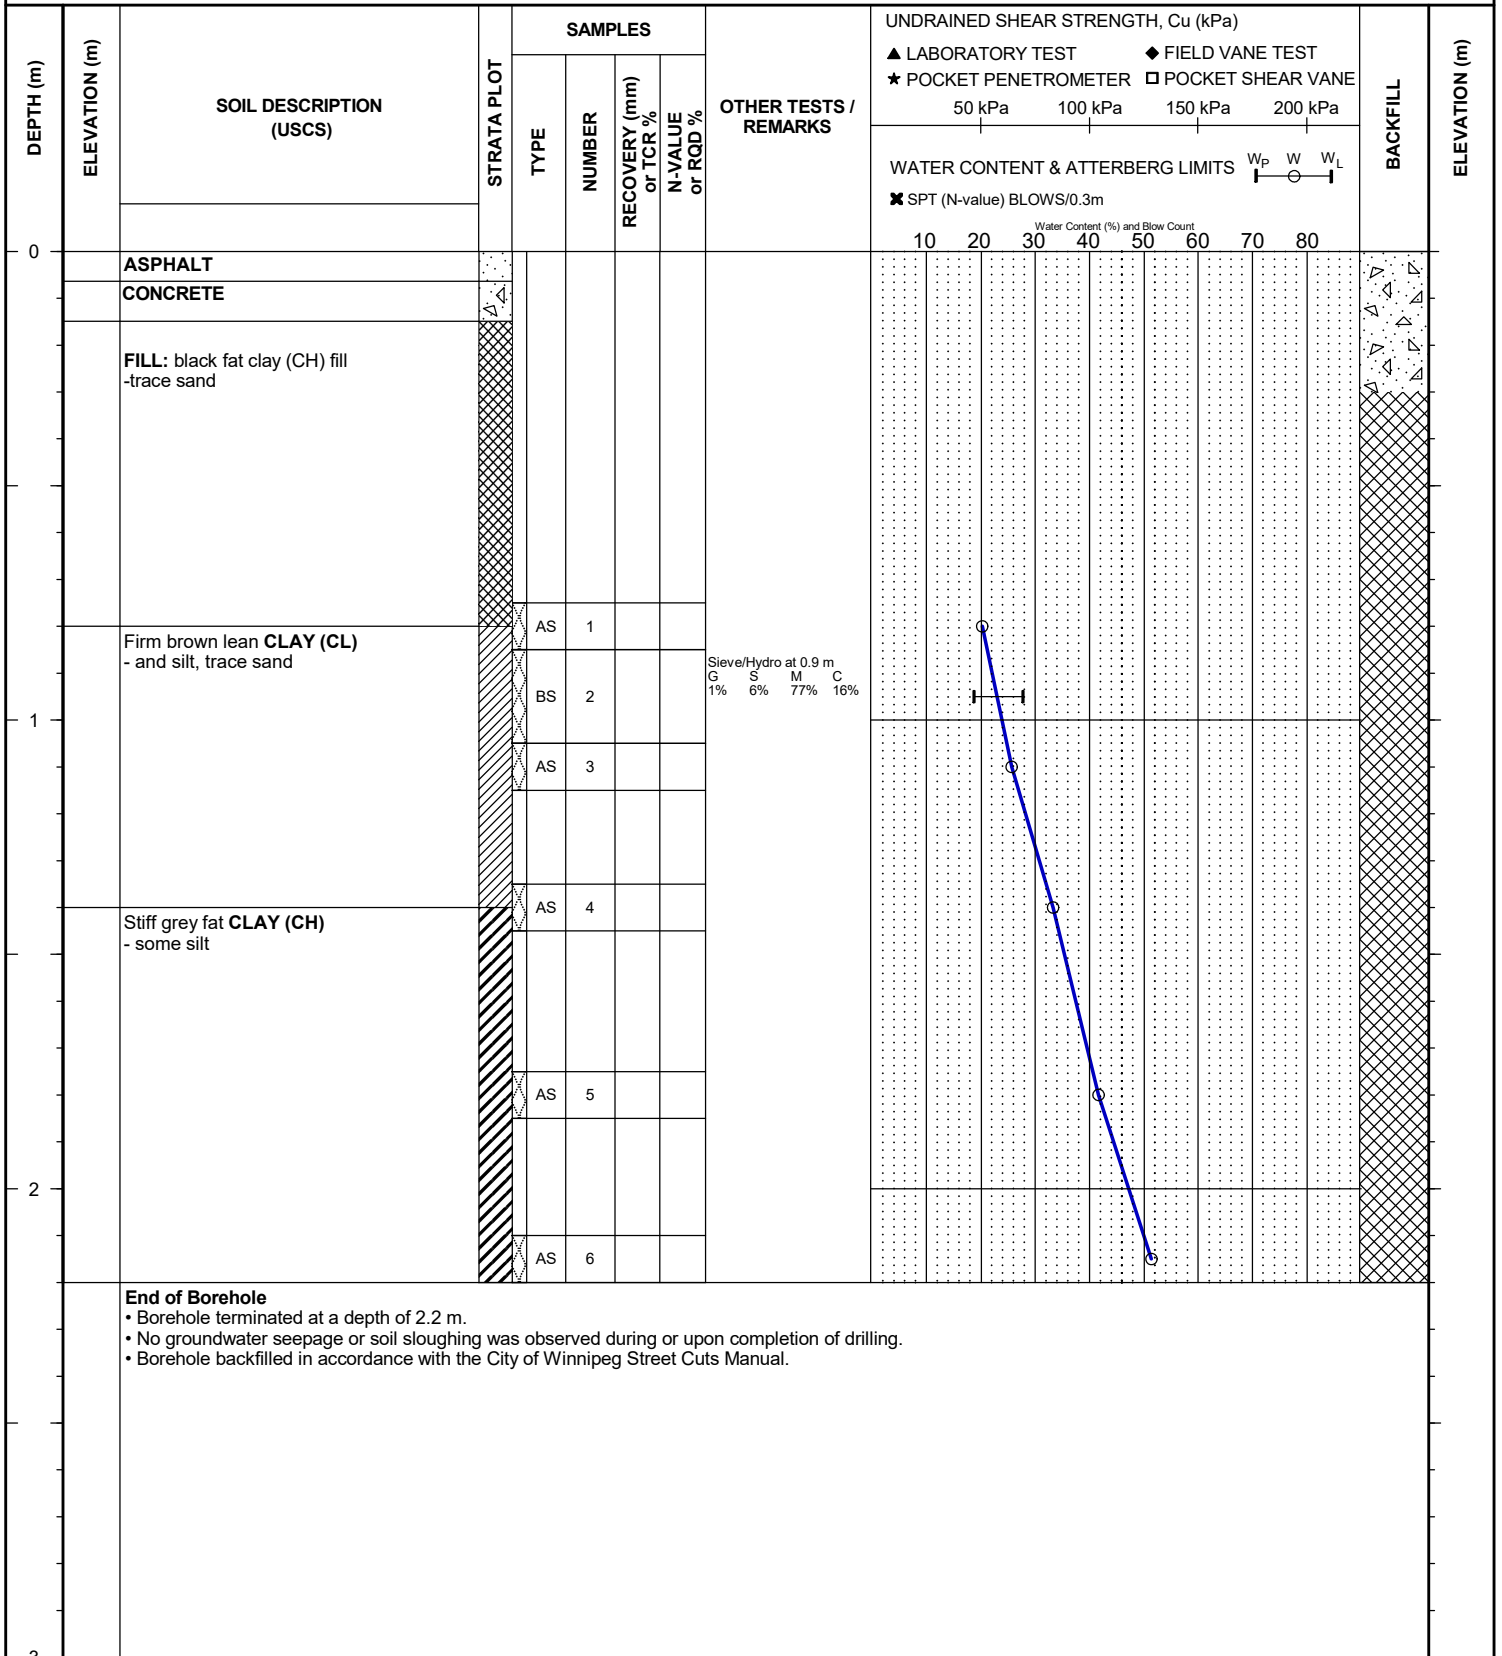 DEPTH (m)
ELEVATION (m)
SOIL DESCRIPTION
(USCS)
STRATA PLOT
SAMPLES
TYPE
NUMBER
RECOVERY (mm)
or TCR %
N-VALUE
or RQD %
OTHER TESTS /
REMARKS
UNDRAINED SHEAR STRENGTH, Cu (kPa)
▲ LABORATORY TEST ◆ FIELD VANE TEST
★ POCKET PENETROMETER □ POCKET SHEAR VANE
50 kPa 100 kPa 150 kPa 200 kPa
WATER CONTENT & ATTERBERG LIMITS WP W WL
✖ SPT (N-value) BLOWS/0.3m
Water Content (%) and Blow Count
10 20 30 40 50 60 70 80
BACKFILL
ELEVATION (m)
0
ASPHALT
CONCRETE
FILL: black fat clay (CH) fill
-trace sand
AS 1
Firm brown lean CLAY (CL)
- and silt, trace sand
Sieve/Hydro at 0.9 m
G S M C
1% 6% 77% 16%
BS 2
1
AS 3
AS 4
Stiff grey fat CLAY (CH)
- some silt
AS 5
2
AS 6
End of Borehole
• Borehole terminated at a depth of 2.2 m.
• No groundwater seepage or soil sloughing was observed during or upon completion of drilling.
• Borehole backfilled in accordance with the City of Winnipeg Street Cuts Manual.